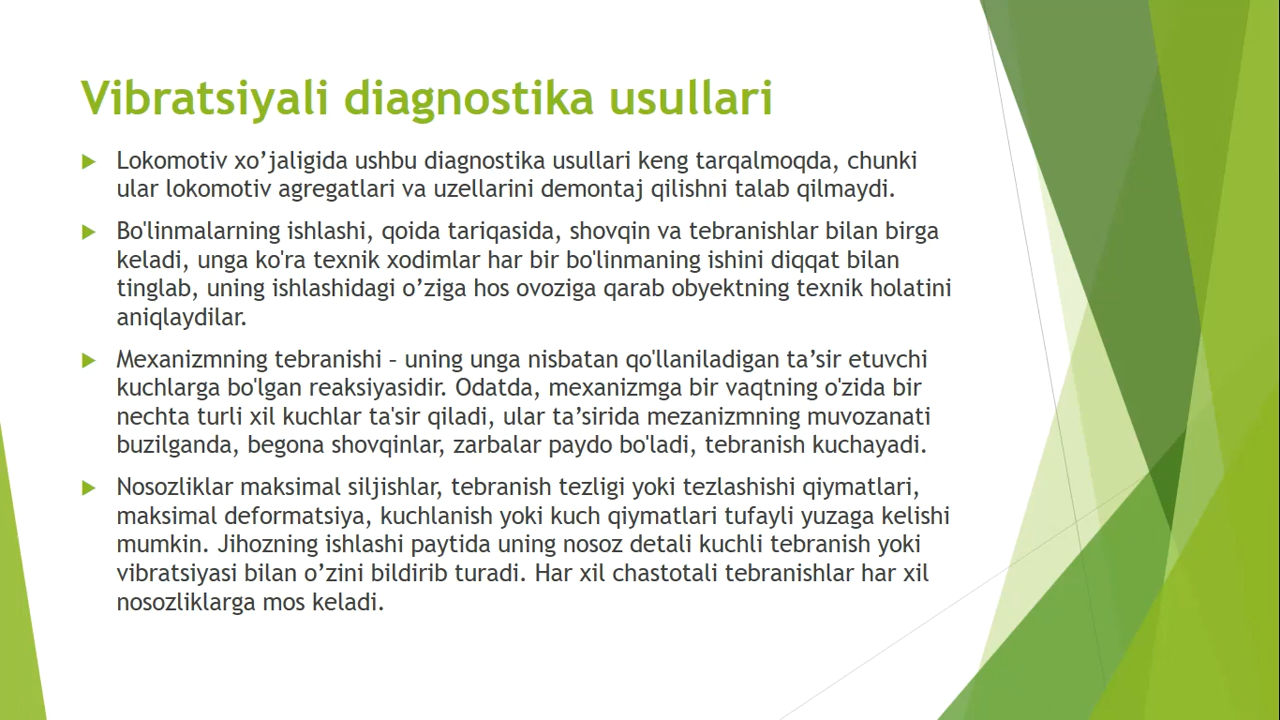 Vibratsiyali diagnostika usullari
Lokomotiv xo’jaligida ushbu diagnostika usullari keng tarqalmoqda, chunki
ular lokomotiv agregatlari va uzellarini demontaj qilishni talab qilmaydi.
Bo'linmalarning ishlashi, qoida tariqasida, shovqin va tebranishlar bilan birga
keladi, unga ko'ra texnik xodimlar har bir bo'linmaning ishini diqqat bilan
tinglab, uning ishlashidagi o’ziga hos ovoziga qarab obyektning texnik holatini
aniqlaydilar.
Mexanizmning tebranishi – uning unga nisbatan qo'llaniladigan ta’sir etuvchi
kuchlarga bo'lgan reaksiyasidir. Odatda, mexanizmga bir vaqtning o'zida bir
nechta turli xil kuchlar ta'sir qiladi, ular ta’sirida mezanizmning muvozanati
buzilganda, begona shovqinlar, zarbalar paydo bo'ladi, tebranish kuchayadi.
Nosozliklar maksimal siljishlar, tebranish tezligi yoki tezlashishi qiymatlari,
maksimal deformatsiya, kuchlanish yoki kuch qiymatlari tufayli yuzaga kelishi
mumkin. Jihozning ishlashi paytida uning nosoz detali kuchli tebranish yoki
vibratsiyasi bilan o’zini bildirib turadi. Har xil chastotali tebranishlar har xil
nosozliklarga mos keladi.